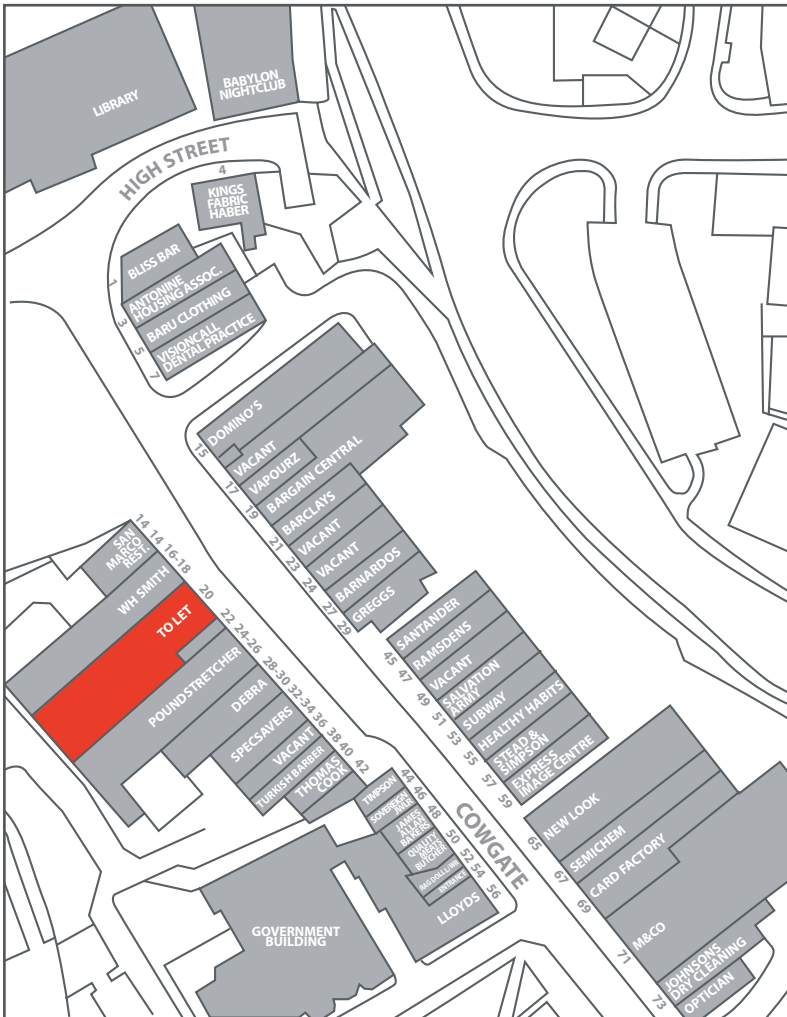 LIBRARY
BABYLON
NIGHTCLUB
HIGH STREET
4
KINGS
FABRIC
HABER
BLISS BAR
1
ANTONINE
HOUSING ASSOC.
3
BARU CLOTHING
5
VISIONCALL
DENTAL PRACTICE
7
DOMINO'S
15
VACANT
17
VAPOURZ
BARGAIN CENTRAL
19
BARCLAYS
21
VACANT
23
VACANT
24
BARNARDOS
27
GREGGS
29
14
SAN
MARCO
REST.
14
16-18
WH SMITH
20
TO LET
22
24-26
POUNDSTRETCHER
28-30
DEBRA
32-34
SPECSAVERS
36
VACANT
38
TURKISH BARBER
40
THOMAS
COOK
42
SANTANDER
45
RAMSDENS
47
VACANT
49
SALVATION
ARMY
51
SUBWAY
53
HEALTHY HABITS
55
STEAD &
SIMPSON
57
EXPRESS
IMAGE CENTRE
59
44
TIMPSON
46
SOVEREIGN
JWLR
48
JAMES
ALLAN
BAKERS
50
QUALITY
MEATS
BUTCHER
52
54
ENTRANCE
56
LLOYDS
COWGATE
GOVERNMENT
BUILDING
NEW LOOK
65
SEMICHEM
67
CARD FACTORY
69
M&CO
71
JOHNSONS
DRY CLEANING
73
OPTICIAN